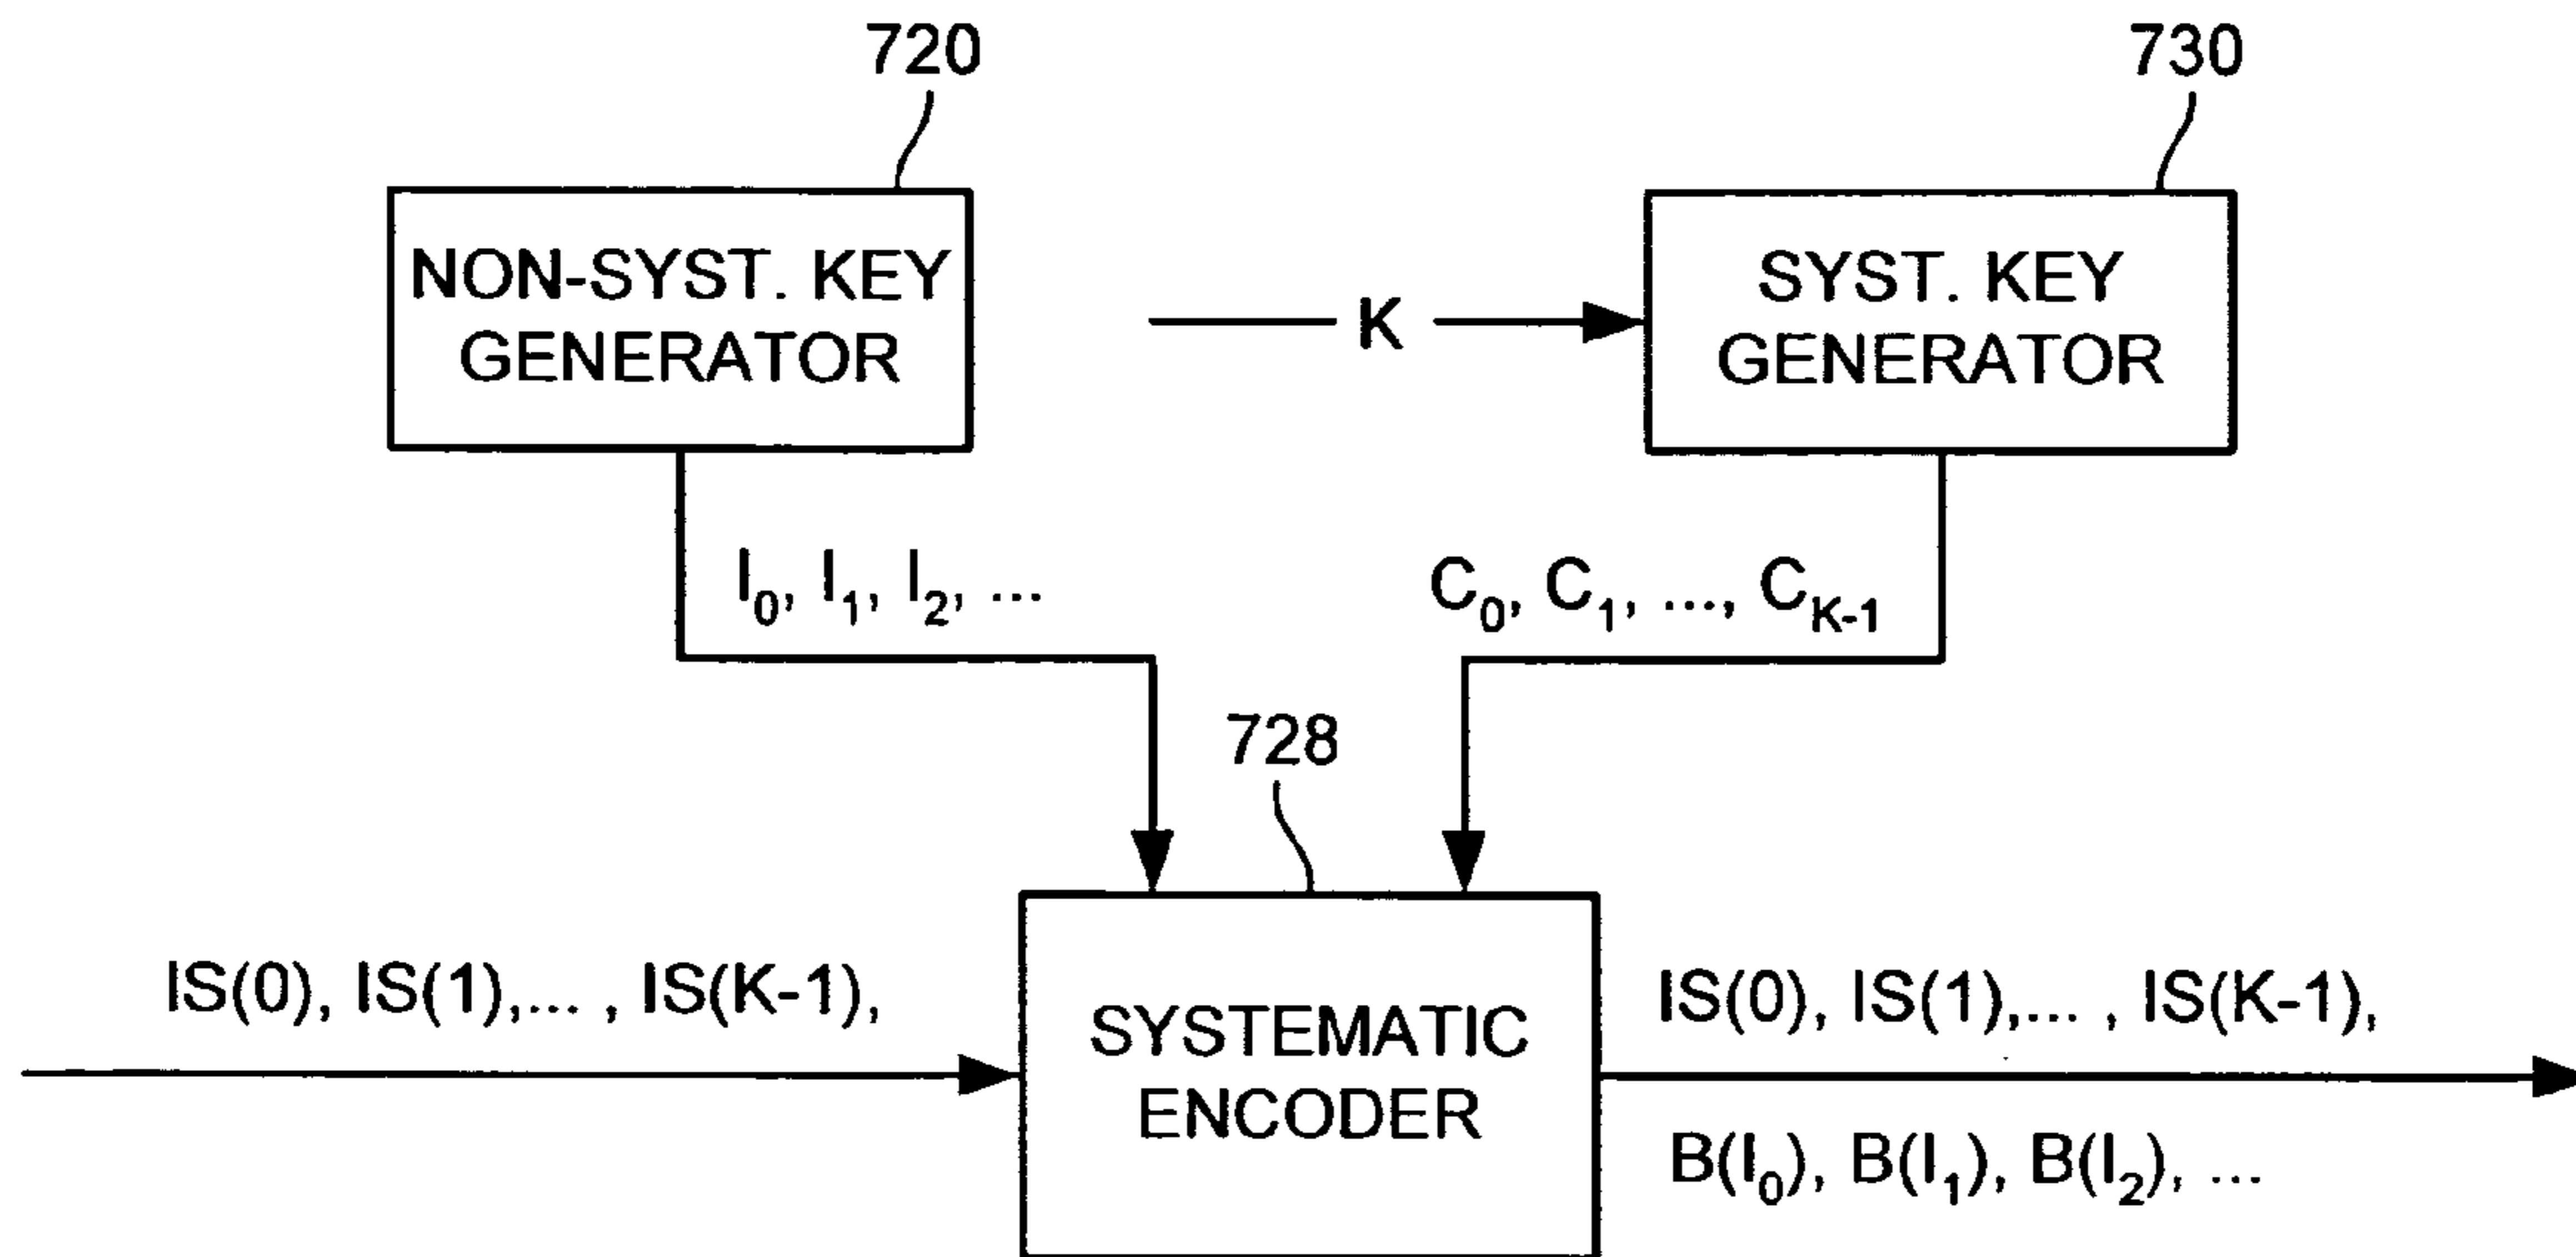 720
730
NON-SYST. KEY
GENERATOR
K
SYST. KEY
GENERATOR
I₀, I₁, I₂, ...
C₀, C₁, ..., C_{K-1}
728
IS(0), IS(1),... , IS(K-1),
SYSTEMATIC
ENCODER
IS(0), IS(1),... , IS(K-1),
B(I₀), B(I₁), B(I₂), ...